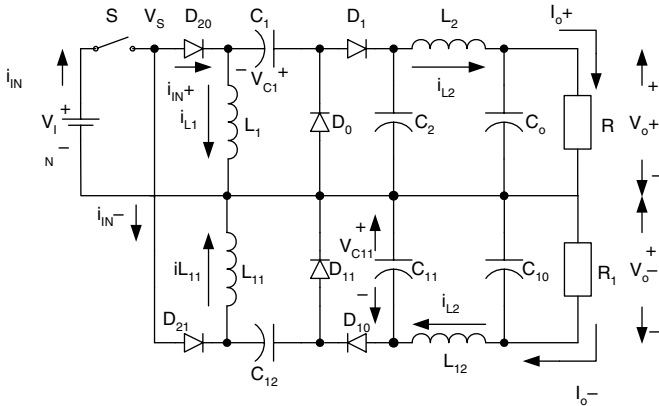 S V_S D_20 C_1 D_1 L_2 I_o+
i_IN
i_IN+ − V_C1 + i_L2 +
i_L1
V_I + L_1 D_0 C_2 C_o R V_o+
N −
−
i_IN− + +
iL_11 L_11 D_11 V_C11 C_11 C_10 R_1 V_o−
− i_L2
D_21 D_10 −
C_12 L_12
I_o−